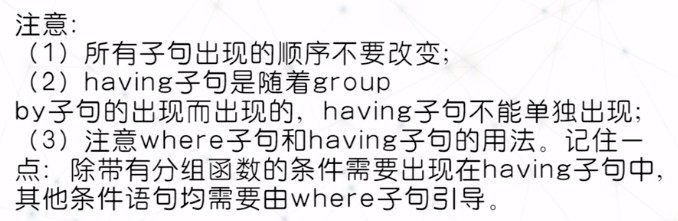 注意：
（1）所有子句出现的顺序不要改变；
（2）having子句是随着group
by子句的出现而出现的，having子句不能单独出现；
（3）注意where子句和having子句的用法。记住一
点：除带有分组函数的条件需要出现在having子句中，
其他条件语句均需要由where子句引导。